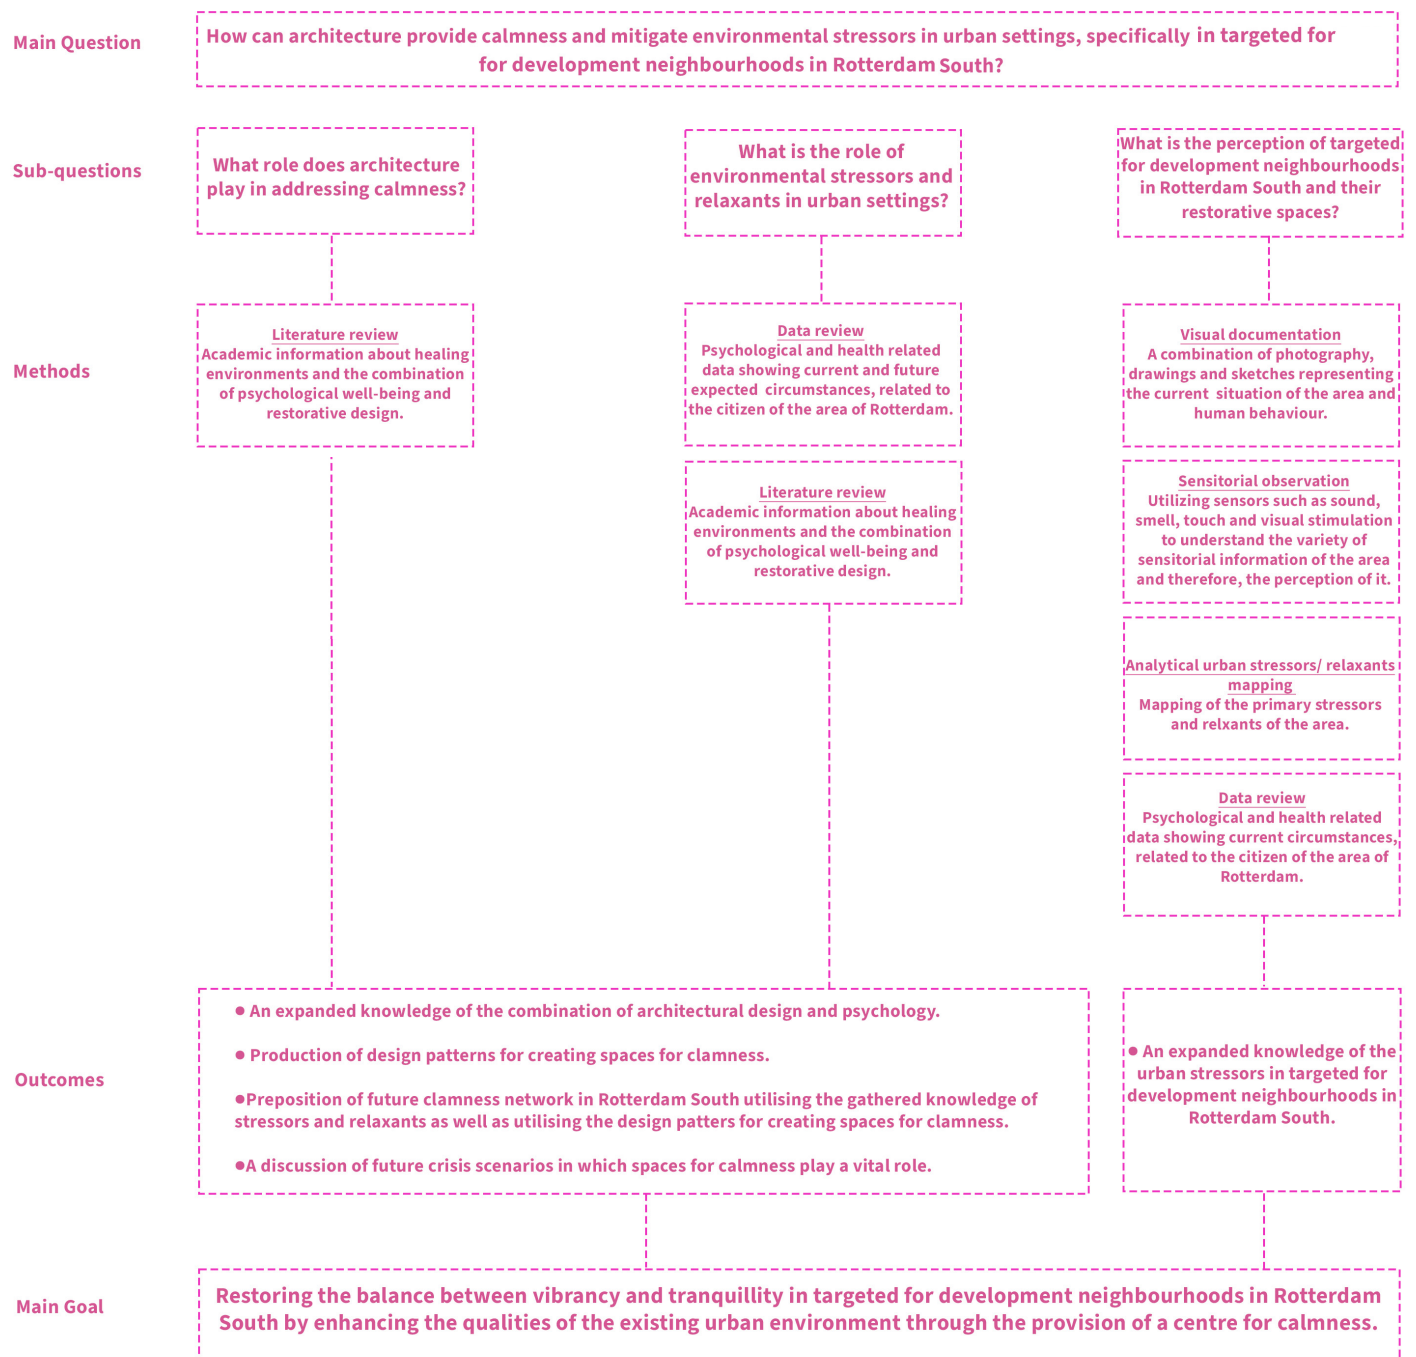 Main Question
How can architecture provide calmness and mitigate environmental stressors in urban settings, specifically in targeted for
for development neighbourhoods in Rotterdam South?
Sub-questions
What role does architecture
play in addressing calmness?
What is the role of
environmental stressors and
relaxants in urban settings?
What is the perception of targeted
for development neighbourhoods
in Rotterdam South and their
restorative spaces?
Methods
Literature review
Academic information about healing
environments and the combination
of psychological well-being and
restorative design.
Data review
Psychological and health related
data showing current and future
expected circumstances, related to
the citizen of the area of Rotterdam.
Literature review
Academic information about healing
environments and the combination
of psychological well-being and
restorative design.
Visual documentation
A combination of photography,
drawings and sketches representing
the current situation of the area and
human behaviour.
Sensitorial observation
Utilizing sensors such as sound,
smell, touch and visual stimulation
to understand the variety of
sensitorial information of the area
and therefore, the perception of it.
Analytical urban stressors/ relaxants
mapping
Mapping of the primary stressors
and relxants of the area.
Data review
Psychological and health related
data showing current circumstances,
related to the citizen of the area of
Rotterdam.
Outcomes
• An expanded knowledge of the combination of architectural design and psychology.
• Production of design patterns for creating spaces for clamness.
•Preposition of future clamness network in Rotterdam South utilising the gathered knowledge of
stressors and relaxants as well as utilising the design patters for creating spaces for clamness.
•A discussion of future crisis scenarios in which spaces for calmness play a vital role.
• An expanded knowledge of the
urban stressors in targeted for
development neighbourhoods in
Rotterdam South.
Main Goal
Restoring the balance between vibrancy and tranquillity in targeted for development neighbourhoods in Rotterdam
South by enhancing the qualities of the existing urban environment through the provision of a centre for calmness.